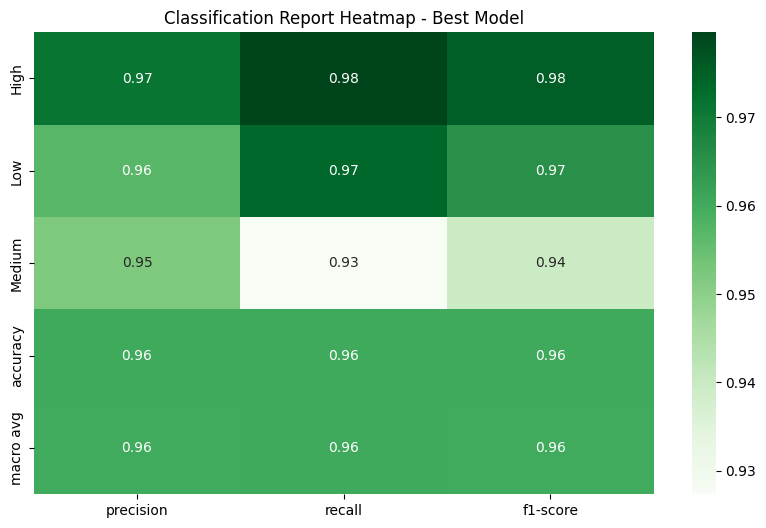 Classification Report Heatmap - Best Model
High 0.97 0.98 0.98
Low 0.96 0.97 0.97
Medium 0.95 0.93 0.94
accuracy 0.96 0.96 0.96
macro avg 0.96 0.96 0.96
precision recall f1-score
0.97
0.96
0.95
0.94
0.93